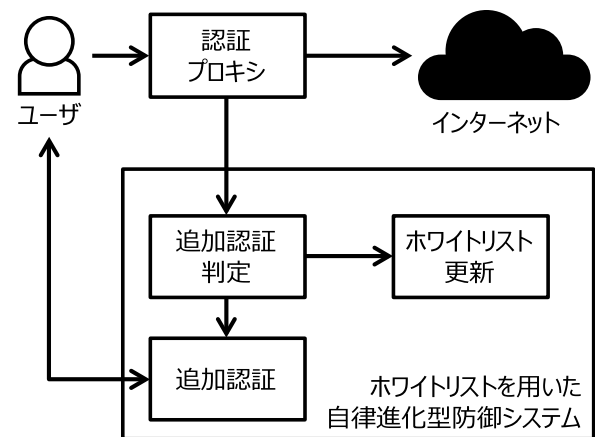 認証
プロキシ
ユーザ
インターネット
追加認証
判定
ホワイトリスト
更新
追加認証
ホワイトリストを用いた
自律進化型防御システム